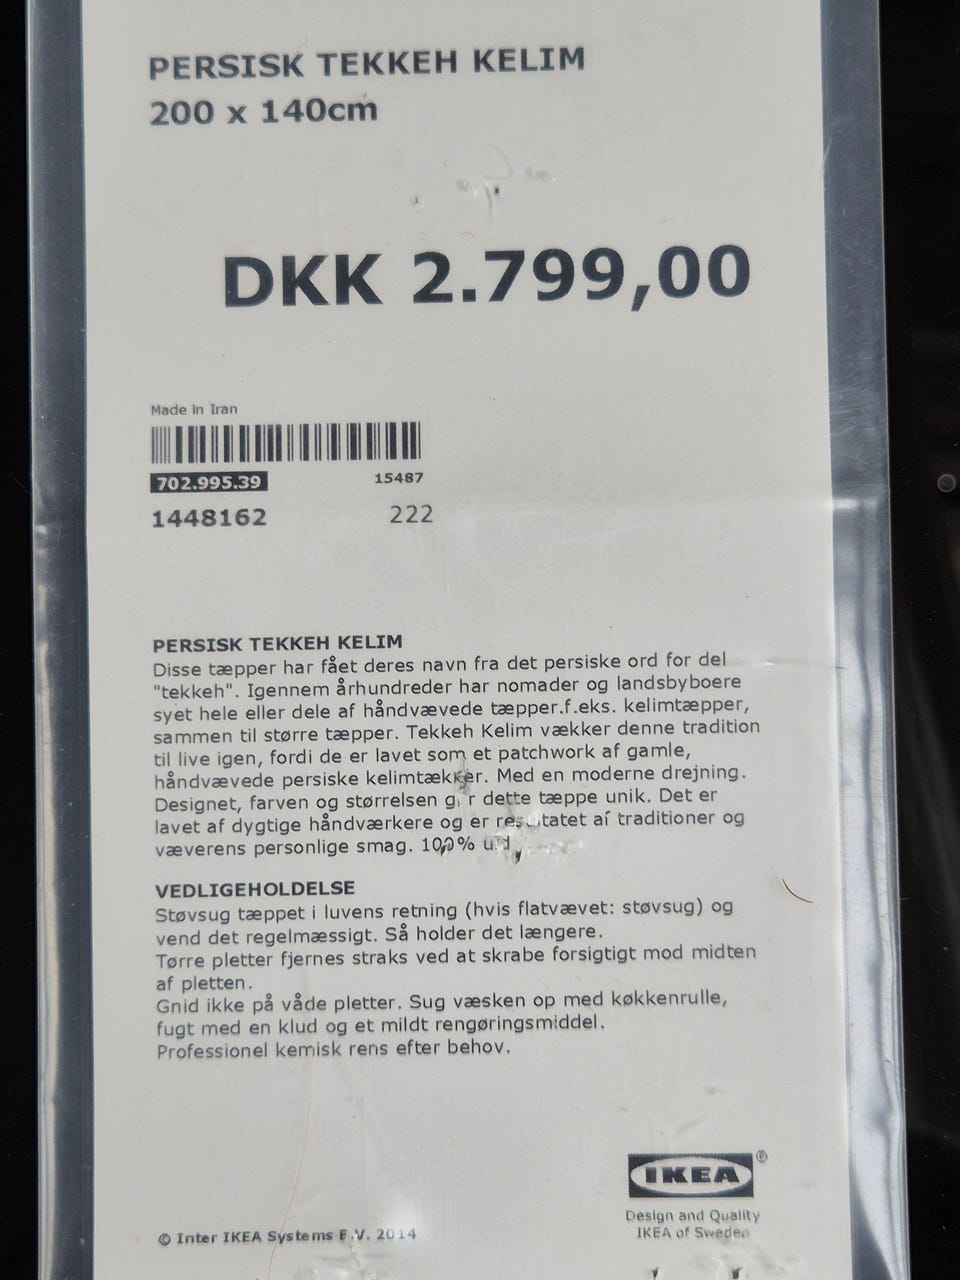 PERSISK TEKKEH KELIM
200 x 140cm
DKK 2.799,00
Made In Iran
702.995.39 15487
1448162 222
PERSISK TEKKEH KELIM
Disse tæpper har fået deres navn fra det persiske ord for del
"tekkeh". Igennem århundreder har nomader og landsbyboere
syet hele eller dele af håndvævede tæpper.f.eks. kelimtæpper,
sammen til større tæpper. Tekkeh Kelim vækker denne tradition
til live igen, fordi de er lavet som et patchwork af gamle,
håndvævede persiske kelimtækker. Med en moderne drejning.
Designet, farven og størrelsen gør dette tæppe unik. Det er
lavet af dygtige håndværkere og er resultatet af traditioner og
væverens personlige smag. 100% uld
VEDLIGEHOLDELSE
Støvsug tæppet i luvens retning (hvis flatvævet: støvsug) og
vend det regelmæssigt. Så holder det længere.
Tørre pletter fjernes straks ved at skrabe forsigtigt mod midten
af pletten.
Gnid ikke på våde pletter. Sug væsken op med køkkenrulle,
fugt med en klud og et mildt rengøringsmiddel.
Professionel kemisk rens efter behov.
IKEA®
Design and Quality
IKEA of Sweden
© Inter IKEA Systems B.V. 2014